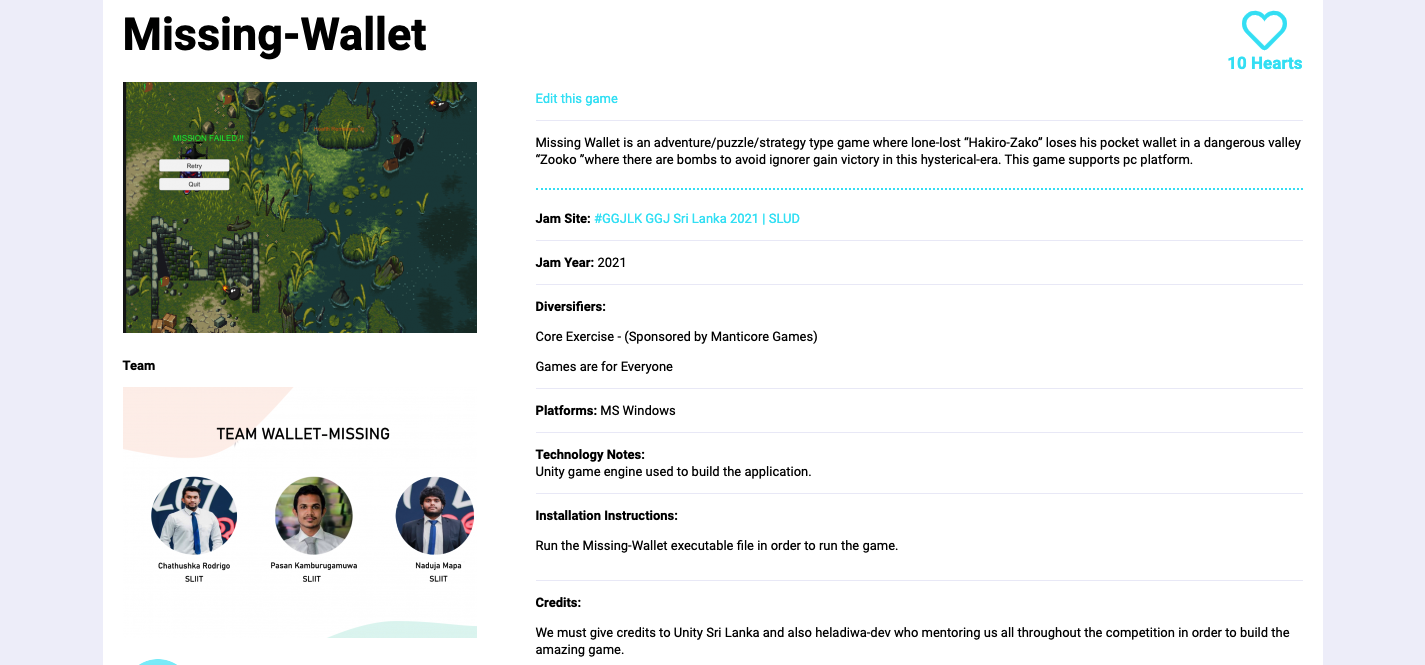 Missing-Wallet
10 Hearts
MISSION FAILED!!
Retry
Quit
Team
TEAM WALLET-MISSING
Chathushka Rodrigo
SLIIT
Pasan Kamburugamuwa
SLIIT
Naduja Mapa
SLIIT
Edit this game
Missing Wallet is an adventure/puzzle/strategy type game where lone-lost “Hakiro-Zako” loses his pocket wallet in a dangerous valley
“Zooko ”where there are bombs to avoid ignorer gain victory in this hysterical-era. This game supports pc platform.
Jam Site: #GGJLK GGJ Sri Lanka 2021 | SLUD
Jam Year: 2021
Diversifiers:
Core Exercise - (Sponsored by Manticore Games)
Games are for Everyone
Platforms: MS Windows
Technology Notes:
Unity game engine used to build the application.
Installation Instructions:
Run the Missing-Wallet executable file in order to run the game.
Credits:
We must give credits to Unity Sri Lanka and also heladiwa-dev who mentoring us all throughout the competition in order to build the
amazing game.